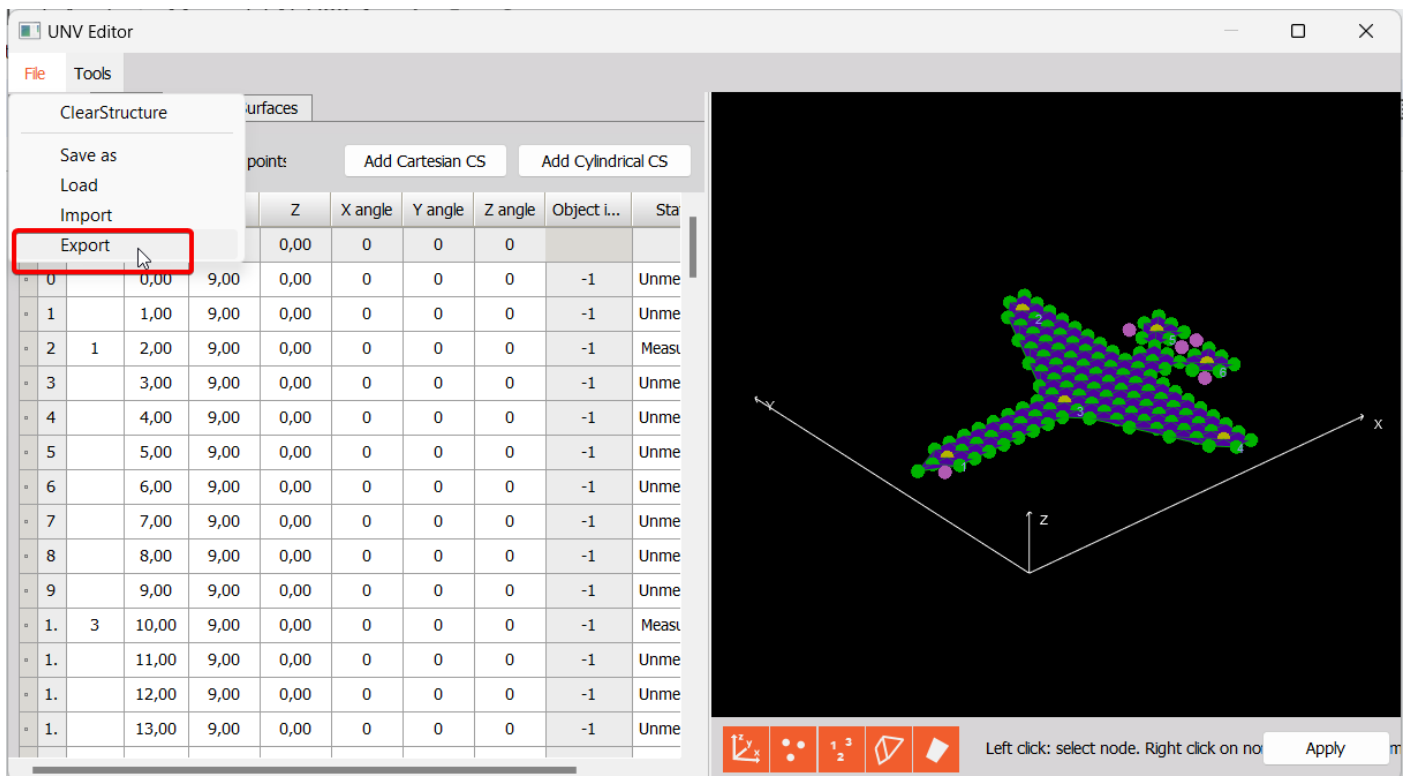 UNV Editor
File Tools
ClearStructure
Save as
Load
Import
Export
urfaces
points Add Cartesian CS Add Cylindrical CS
Z X angle Y angle Z angle Object i... Sta
0,00 0 0 0
0 0,00 9,00 0,00 0 0 0 -1 Unme
1 1,00 9,00 0,00 0 0 0 -1 Unme
2 1 2,00 9,00 0,00 0 0 0 -1 Measu
3 3,00 9,00 0,00 0 0 0 -1 Unme
4 4,00 9,00 0,00 0 0 0 -1 Unme
5 5,00 9,00 0,00 0 0 0 -1 Unme
6 6,00 9,00 0,00 0 0 0 -1 Unme
7 7,00 9,00 0,00 0 0 0 -1 Unme
8 8,00 9,00 0,00 0 0 0 -1 Unme
9 9,00 9,00 0,00 0 0 0 -1 Unme
1. 3 10,00 9,00 0,00 0 0 0 -1 Measu
1. 11,00 9,00 0,00 0 0 0 -1 Unme
1. 12,00 9,00 0,00 0 0 0 -1 Unme
1. 13,00 9,00 0,00 0 0 0 -1 Unme
2
5
6
3
4
1
Y
X
Z
z y x
1 2 3
Left click: select node. Right click on no Apply m